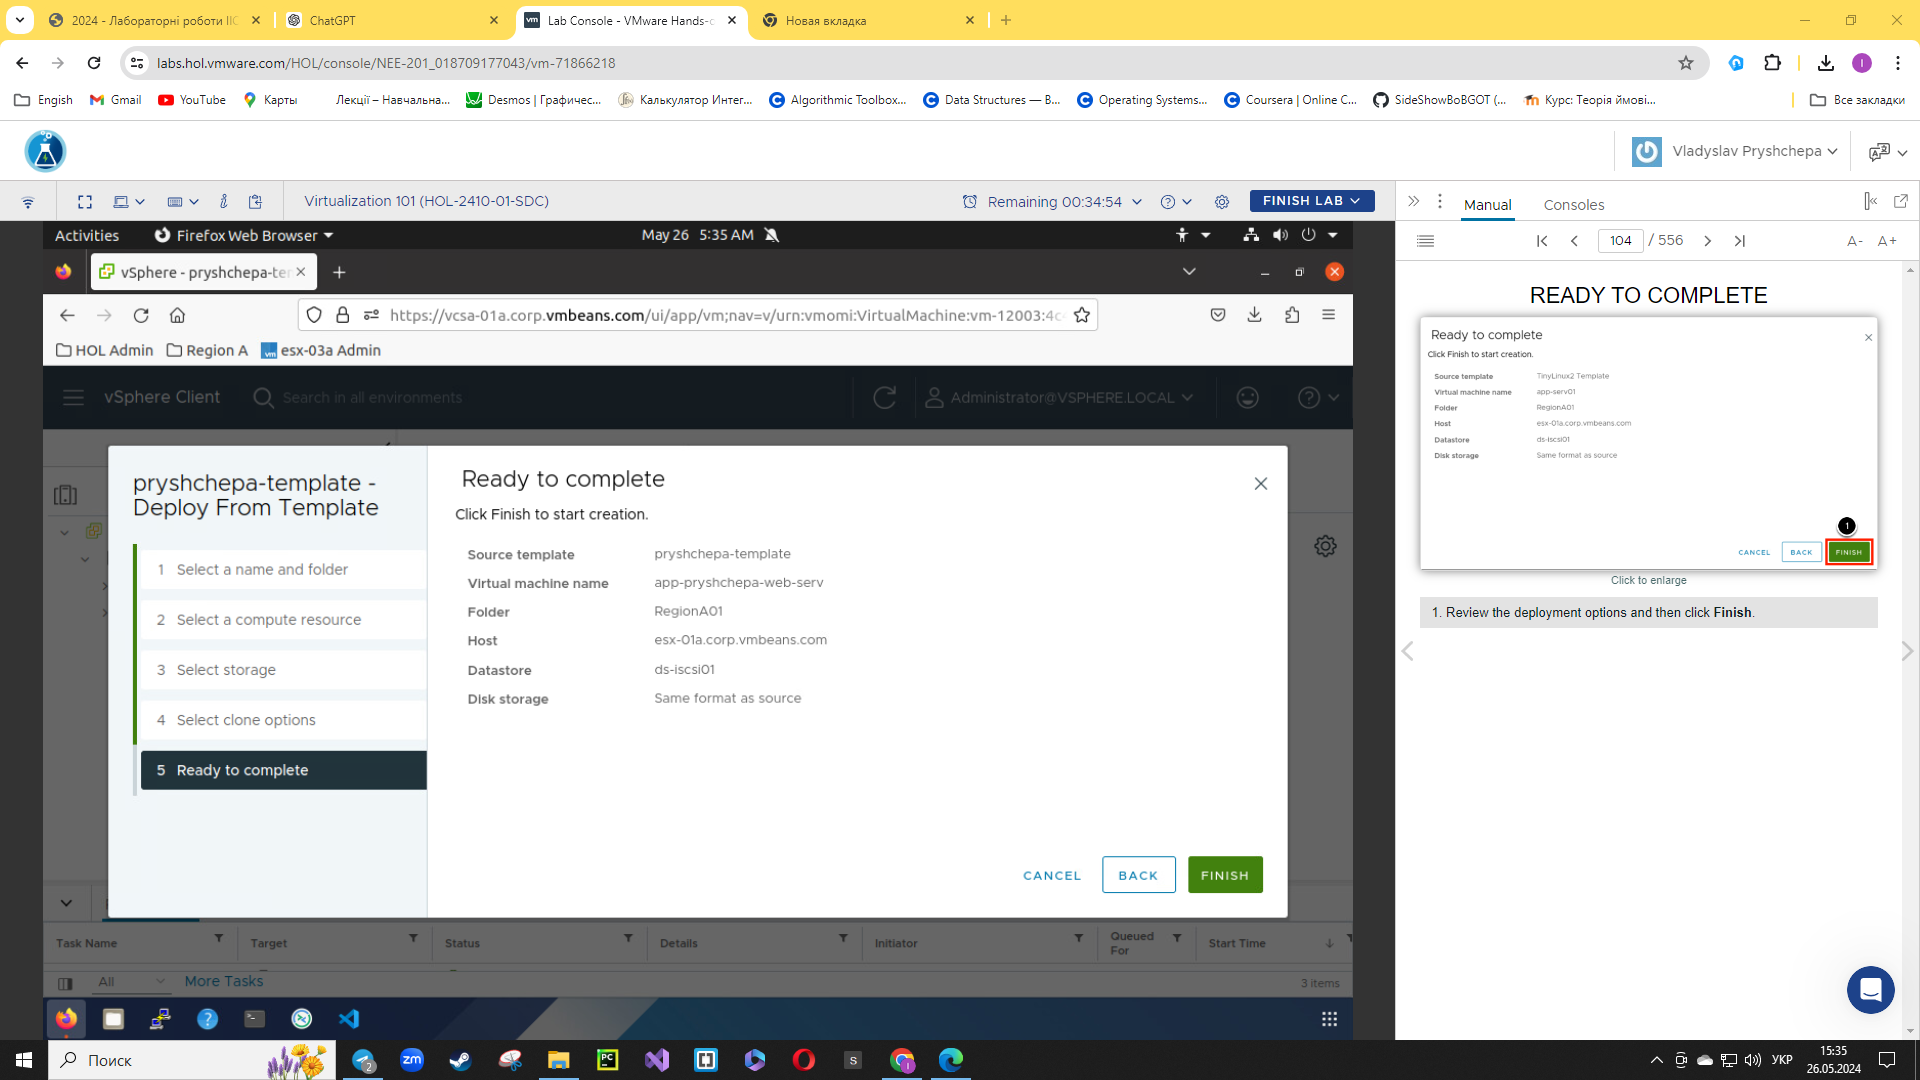 2024 - Лабораторні роботи ІІС
ChatGPT
Lab Console - VMware Hands-o
Новая вкладка
labs.hol.vmware.com/HOL/console/NEE-201_018709177043/vm-71866218
Engish
Gmail
YouTube
Карты
Лекції – Навчальна...
Desmos | Графичес...
Калькулятор Интег...
Algorithmic Toolbox...
Data Structures — В...
Operating Systems...
Coursera | Online C...
SideShowBoBGOT (...
Курс: Теорія ймові...
Все закладки
Vladyslav Pryshchepa
Virtualization 101 (HOL-2410-01-SDC)
Remaining 00:34:54
FINISH LAB
Manual
Consoles
Activities
Firefox Web Browser
May 26 5:35 AM
104 / 556
A- A+
vSphere - pryshchepa-ter
https://vcsa-01a.corp.vmbeans.com/ui/app/vm;nav=v/urn:vmomi:VirtualMachine:vm-12003:4c
HOL Admin
Region A
vm esx-03a Admin
vSphere Client
Search in all environments
Administrator@VSPHERE.LOCAL
pryshchepa-template -
Deploy From Template
1 Select a name and folder
2 Select a compute resource
3 Select storage
4 Select clone options
5 Ready to complete
Ready to complete
Click Finish to start creation.
Source template pryshchepa-template
Virtual machine name app-pryshchepa-web-serv
Folder RegionA01
Host esx-01a.corp.vmbeans.com
Datastore ds-iscsi01
Disk storage Same format as source
CANCEL
BACK
FINISH
Task Name
Target
Status
Details
Initiator
Queued
For
Start Time
All
More Tasks
3 items
READY TO COMPLETE
Ready to complete
Click Finish to start creation.
Source template TinyLinux2 Template
Virtual machine name app-serv01
Folder RegionA01
Host esx-01a.corp.vmbeans.com
Datastore ds-iscsi01
Disk storage Same format as source
1
CANCEL
BACK
FINISH
Click to enlarge
1. Review the deployment options and then click Finish.
Поиск
2
zm
PC
S
УКР
15:35
26.05.2024